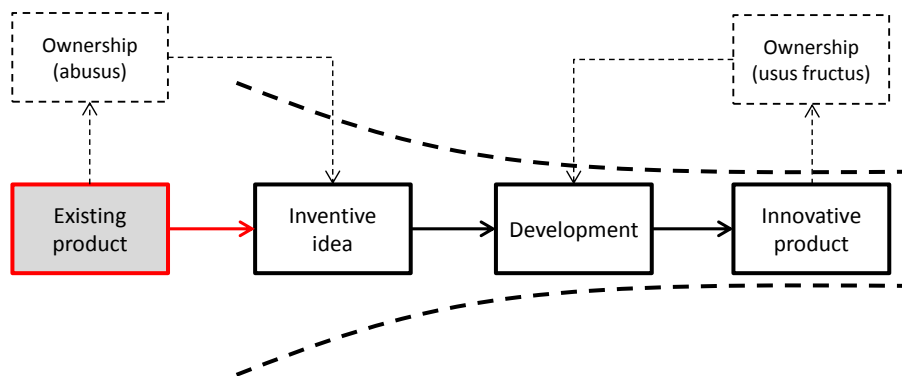 Ownership
(abusus)
Ownership
(usus fructus)
Existing
product
Inventive
idea
Development
Innovative
product